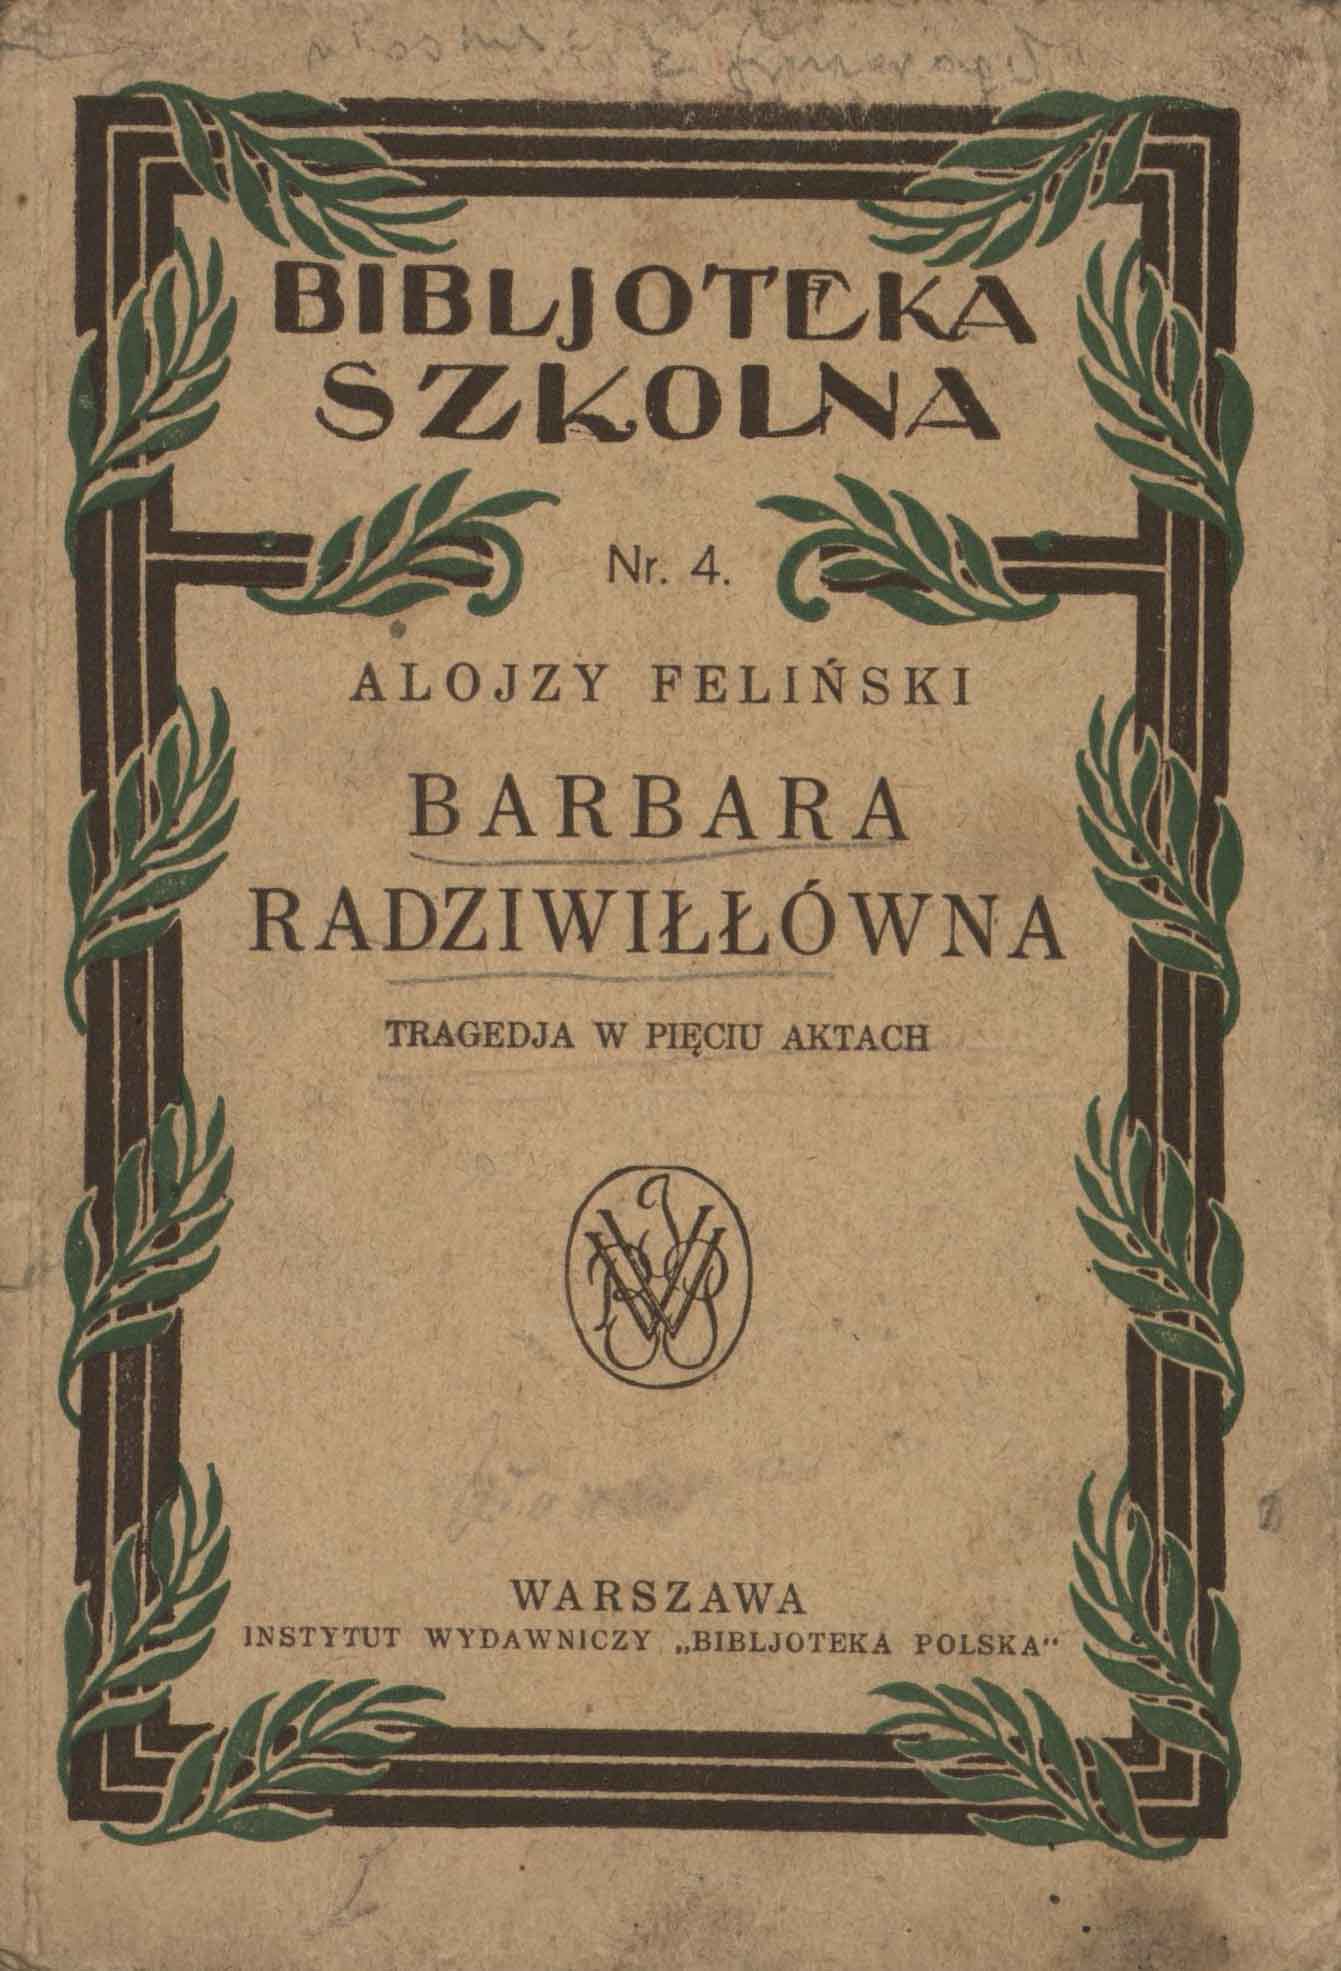 BIBLJOTEKA
SZKOLNA
Nr. 4.
ALOJZY FELIŃSKI
BARBARA
RADZIWIŁŁÓWNA
TRAGEDJA W PIĘCIU AKTACH
WARSZAWA
INSTYTUT WYDAWNICZY „BIBLJOTEKA POLSKA“